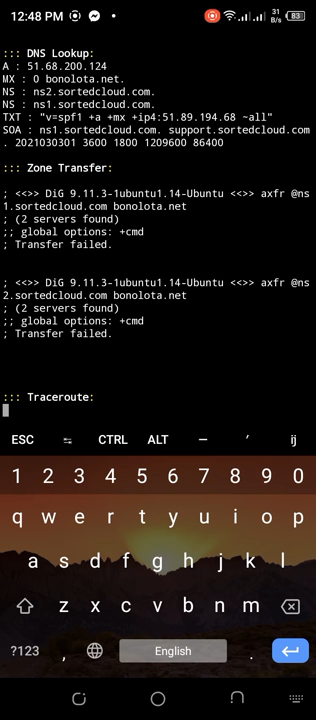 12:48 PM
31
B/s
83
::: DNS Lookup:
A : 51.68.200.124
MX : 0 bonolota.net.
NS : ns2.sortedcloud.com.
NS : ns1.sortedcloud.com.
TXT : "v=spf1 +a +mx +ip4:51.89.194.68 ~all"
SOA : ns1.sortedcloud.com. support.sortedcloud.com
. 2021030301 3600 1800 1209600 86400
::: Zone Transfer:
; <<>> DiG 9.11.3-1ubuntu1.14-Ubuntu <<>> axfr @ns
1.sortedcloud.com bonolota.net
; (2 servers found)
;; global options: +cmd
; Transfer failed.
; <<>> DiG 9.11.3-1ubuntu1.14-Ubuntu <<>> axfr @ns
2.sortedcloud.com bonolota.net
; (2 servers found)
;; global options: +cmd
; Transfer failed.
::: Traceroute:
ESC CTRL ALT — ′ ij
1 2 3 4 5 6 7 8 9 0
q w e r t y u i o p
a s d f g h j k l
z x c v b n m
?123 , English .